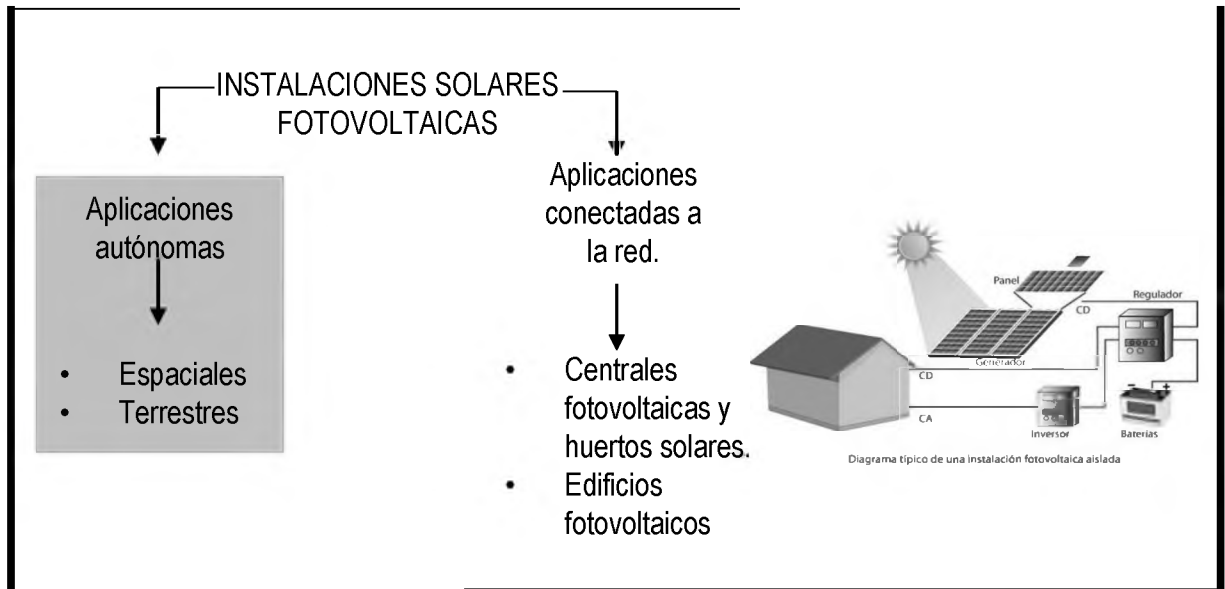 INSTALACIONES SOLARES
FOTOVOLTAICAS
Aplicaciones
autónomas
• Espaciales
• Terrestres
Aplicaciones
conectadas a
la red.
• Centrales
fotovoltaicas y
huertos solares.
• Edificios
fotovoltaicos
Panel
Regulador
CD
Generador
CD
CA
Inversor
- +
Baterías
Diagrama típico de una instalación fotovoltaica aislada